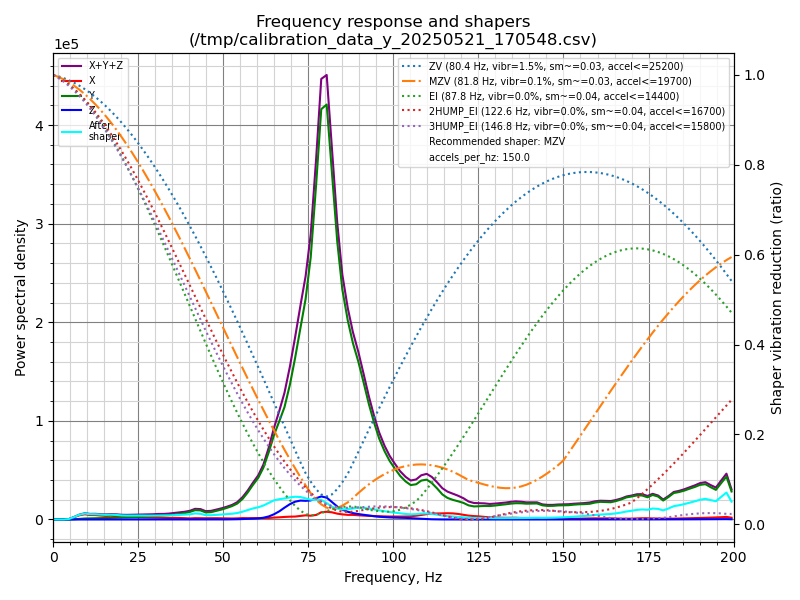 Frequency response and shapers
(/tmp/calibration_data_y_20250521_170548.csv)
1e5
X+Y+Z
X
Y
Z
After
shaper
ZV (80.4 Hz, vibr=1.5%, sm~=0.03, accel<=25200)
MZV (81.8 Hz, vibr=0.1%, sm~=0.03, accel<=19700)
EI (87.8 Hz, vibr=0.0%, sm~=0.04, accel<=14400)
2HUMP_EI (122.6 Hz, vibr=0.0%, sm~=0.04, accel<=16700)
3HUMP_EI (146.8 Hz, vibr=0.0%, sm~=0.04, accel<=15800)
Recommended shaper: MZV
accels_per_hz: 150.0
4
3
2
1
0
Power spectral density
1.0
0.8
0.6
0.4
0.2
0.0
Shaper vibration reduction (ratio)
0 25 50 75 100 125 150 175 200
Frequency, Hz